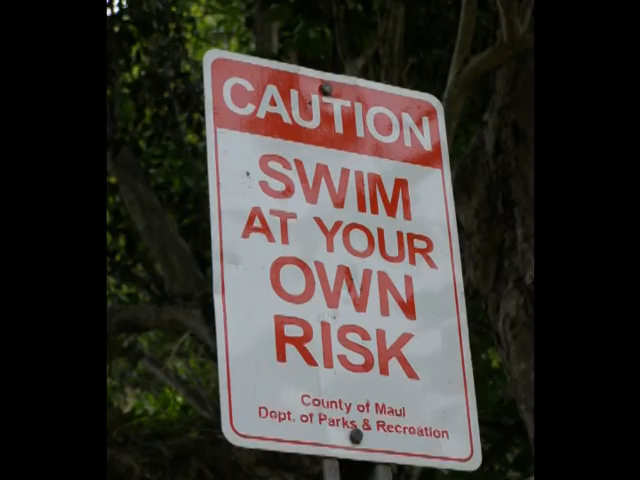 CAUTION
SWIM
AT YOUR
OWN
RISK
County of Maui
Dept. of Parks & Recreation